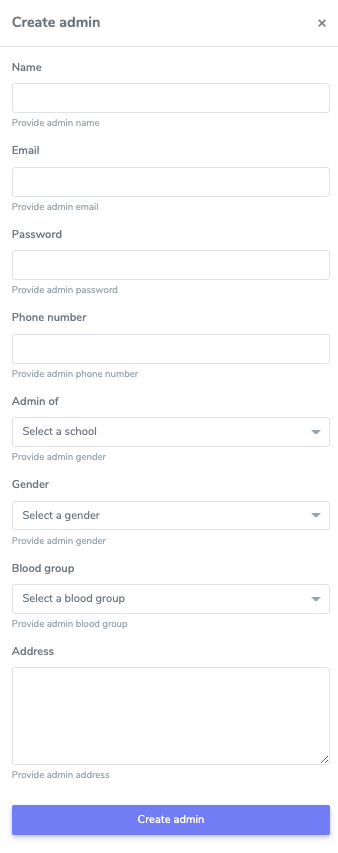 Create admin ×
Name
Provide admin name
Email
Provide admin email
Password
Provide admin password
Phone number
Provide admin phone number
Admin of
Select a school
Provide admin gender
Gender
Select a gender
Provide admin gender
Blood group
Select a blood group
Provide admin blood group
Address
Provide admin address
Create admin